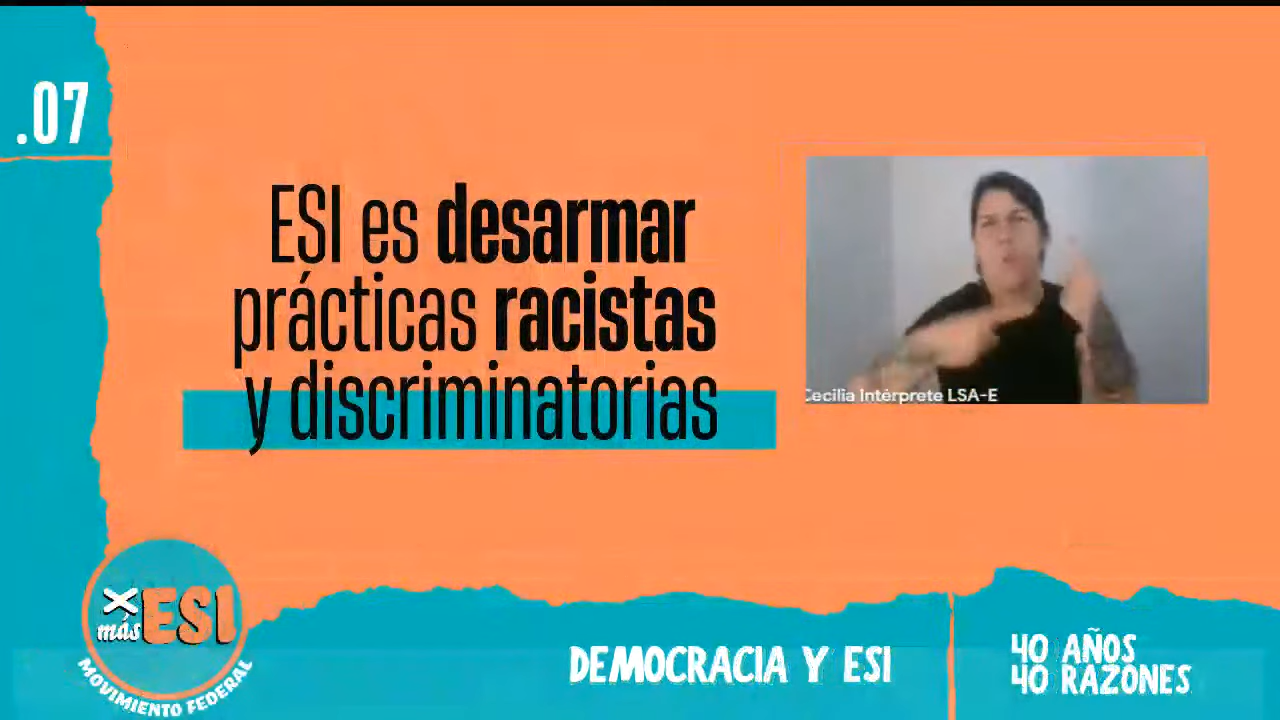 .07
ESI es desarmar
prácticas racistas
y discriminatorias
Cecilia Intérprete LSA-E
X
más ESI
MOVIMIENTO FEDERAL
DEMOCRACIA Y ESI
40 AÑOS
40 RAZONES